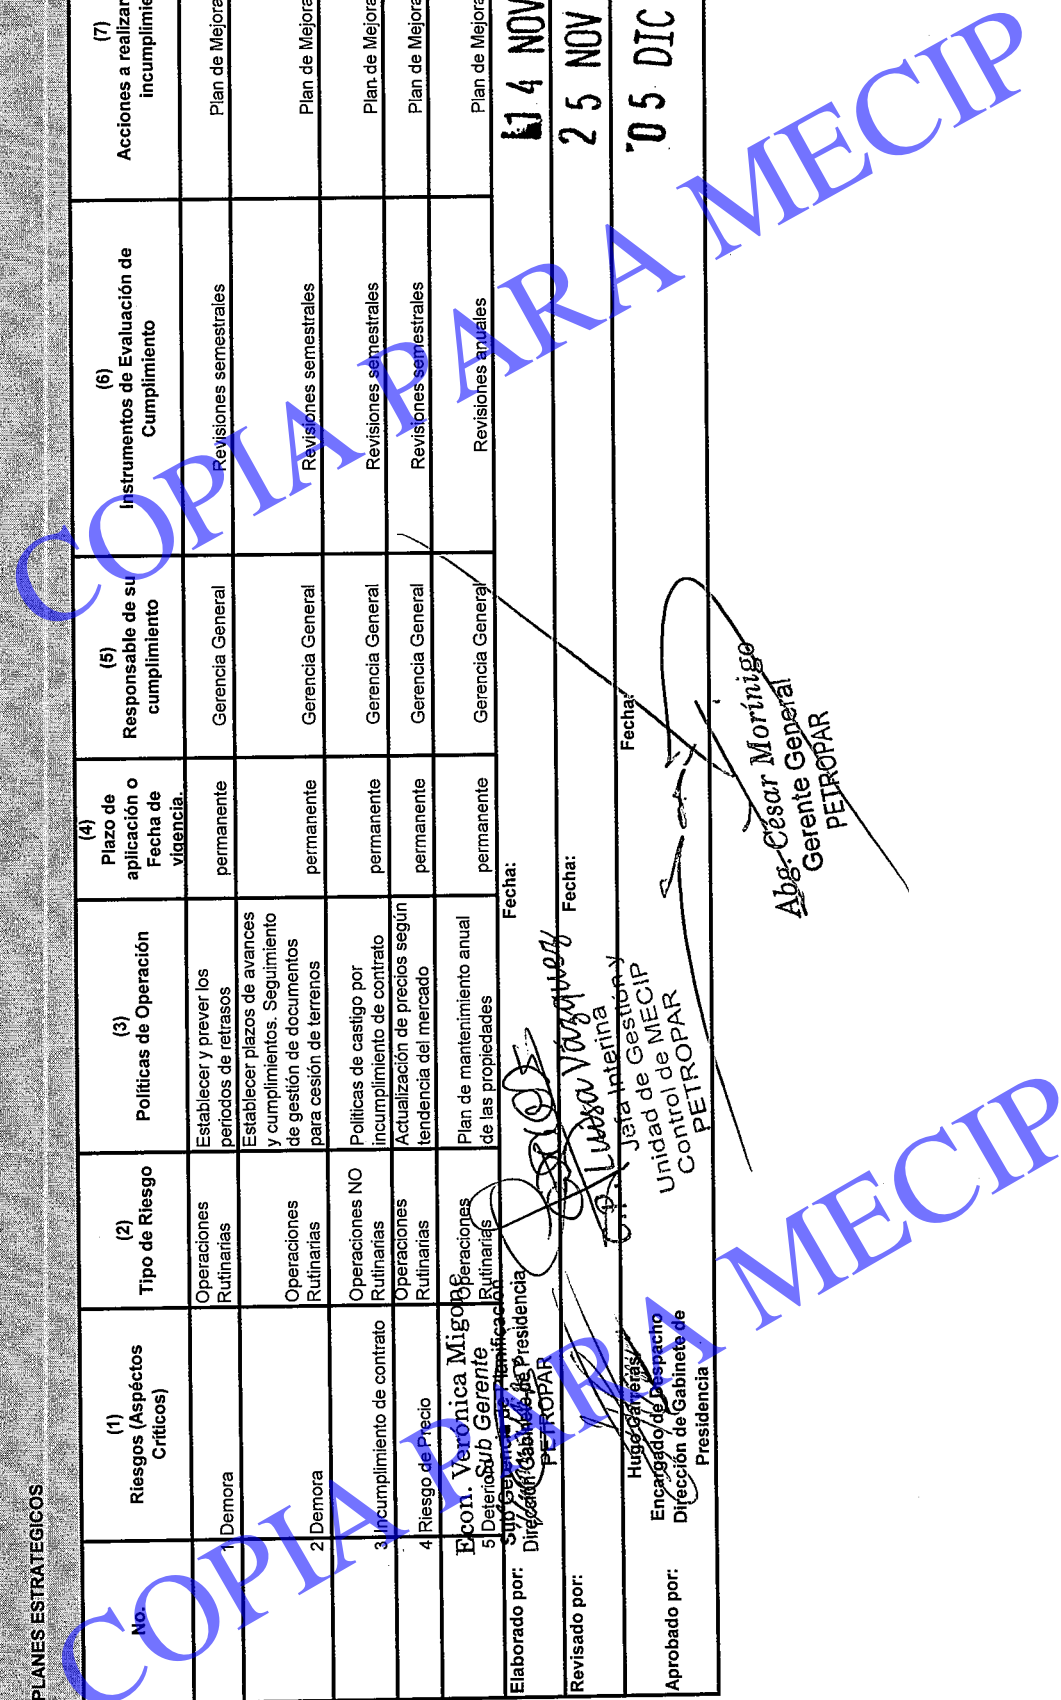 PLANES ESTRATEGICOS
No.
(1)
Riesgos (Aspéctos
Críticos)
(2)
Tipo de Riesgo
(3)
Políticas de Operación
(4)
Plazo de
aplicación o
Fecha de
vigencia.
(5)
Responsable de su
cumplimiento
(6)
Instrumentos de Evaluación de
Cumplimiento
(7)
Acciones a realizar
1 Demora
Operaciones
Rutinarias
Establecer y prever los
periodos de retrasos
permanente
Gerencia General
Revisiones semestrales
Plan de Mejora
2 Demora
Operaciones
Rutinarias
Establecer plazos de avances
y cumplimientos. Seguimiento
de gestión de documentos
para cesión de terrenos
permanente
Gerencia General
Revisiones semestrales
Plan de Mejora
3 Incumplimiento de contrato
Operaciones NO
Rutinarias
Políticas de castigo por
incumplimiento de contrato
permanente
Gerencia General
Revisiones semestrales
Plan de Mejora
4 Riesgo de Precio
Operaciones
Rutinarias
Actualización de precios según
tendencia del mercado
permanente
Gerencia General
Revisiones semestrales
Plan de Mejora
5 Deterioro
Operaciones
Rutinarias
Plan de mantenimiento anual
de las propiedades
permanente
Gerencia General
Revisiones anuales
Plan de Mejora
Elaborado por:
Econ. Verónica Migone
Sub Gerente
Sub Gerencia de Planificación
Dirección Gabinete de Presidencia
PETROPAR
Fecha:
14 NOV
Revisado por:
C.P. Luisa Vázquez
Jefa Interina
Unidad de Gestión y
Control de MECIP
PETROPAR
Fecha:
25 NOV
Aprobado por:
Hugo Carreras
Encargado de Despacho
Dirección de Gabinete de
Presidencia
Fecha:
05 DIC
Abg. César Morínigo
Gerente General
PETROPAR
COPIA PARA MECIP
COPIA PARA MECIP